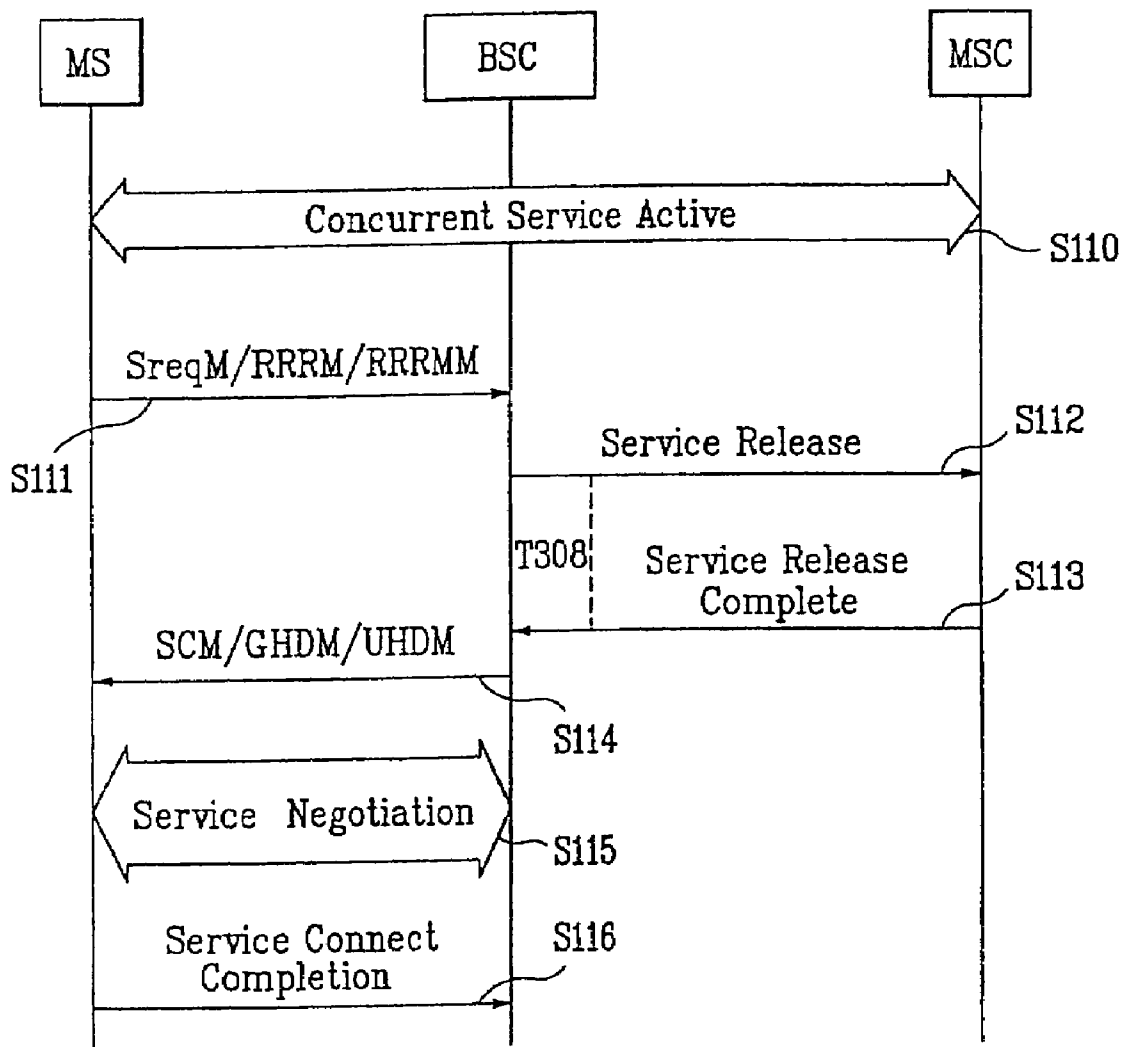 MS
BSC
MSC
Concurrent Service Active
S110
SreqM/RRRM/RRRMM
S111
Service Release
S112
T308
Service Release
Complete
S113
SCM/GHDM/UHDM
S114
Service Negotiation
S115
Service Connect
Completion
S116